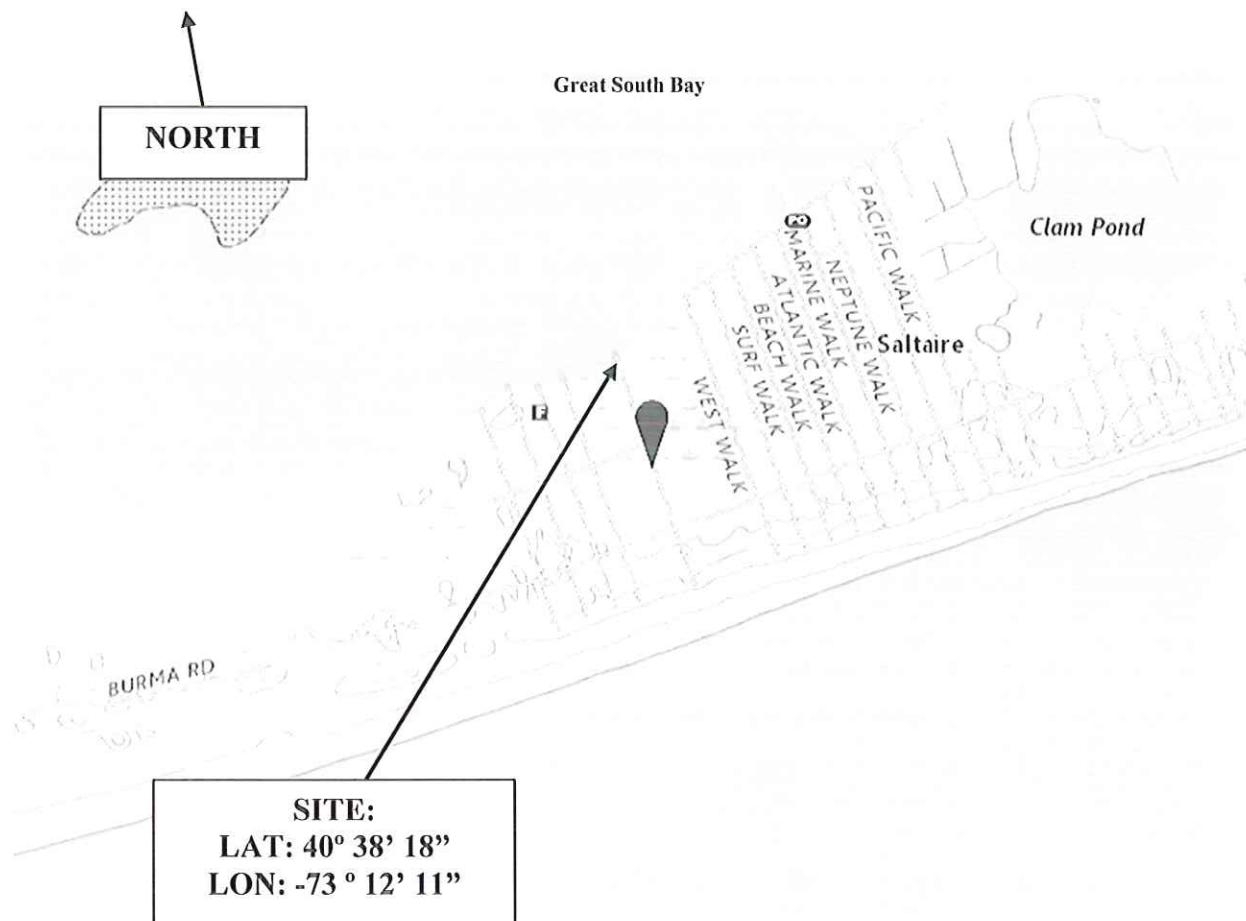 Great South Bay
NORTH
PACIFIC WALK
Clam Pond
MARINE WALK
NEPTUNE WALK
ATLANTIC WALK
Saltaire
BEACH WALK
SURF WALK
WEST WALK
BURMA RD
SITE:
LAT: 40º 38’ 18”
LON: -73 º 12’ 11”